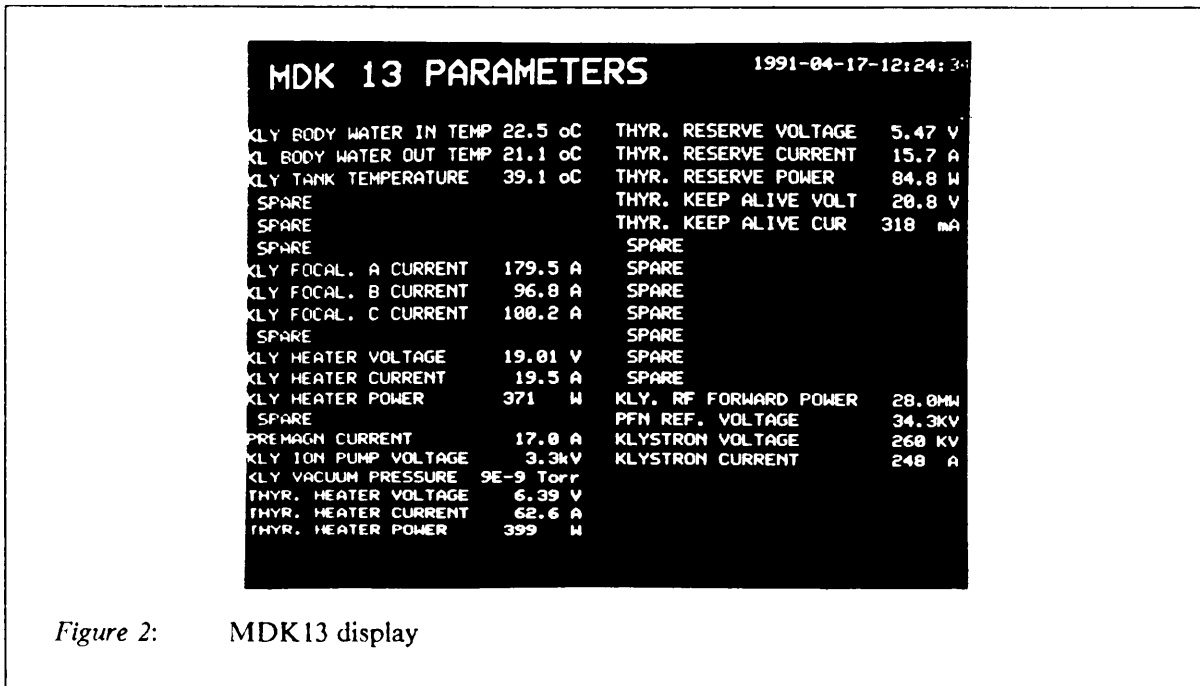 MDK 13 PARAMETERS
1991-04-17-12:24:
KLY BODY WATER IN TEMP 22.5 oC
KL BODY WATER OUT TEMP 21.1 oC
KLY TANK TEMPERATURE 39.1 oC
SPARE
SPARE
SPARE
KLY FOCAL. A CURRENT 179.5 A
KLY FOCAL. B CURRENT 96.8 A
KLY FOCAL. C CURRENT 100.2 A
SPARE
KLY HEATER VOLTAGE 19.01 V
KLY HEATER CURRENT 19.5 A
KLY HEATER POWER 371 W
SPARE
PREMAGN CURRENT 17.0 A
KLY ION PUMP VOLTAGE 3.3kV
KLY VACUUM PRESSURE 9E-9 Torr
THYR. HEATER VOLTAGE 6.39 V
THYR. HEATER CURRENT 62.6 A
THYR. HEATER POWER 399 W
THYR. RESERVE VOLTAGE 5.47 V
THYR. RESERVE CURRENT 15.7 A
THYR. RESERVE POWER 84.8 W
THYR. KEEP ALIVE VOLT 20.8 V
THYR. KEEP ALIVE CUR 318 mA
SPARE
SPARE
SPARE
SPARE
SPARE
SPARE
SPARE
KLY. RF FORWARD POWER 28.0MW
PFN REF. VOLTAGE 34.3KV
KLYSTRON VOLTAGE 260 KV
KLYSTRON CURRENT 248 A
Figure 2: MDK13 display